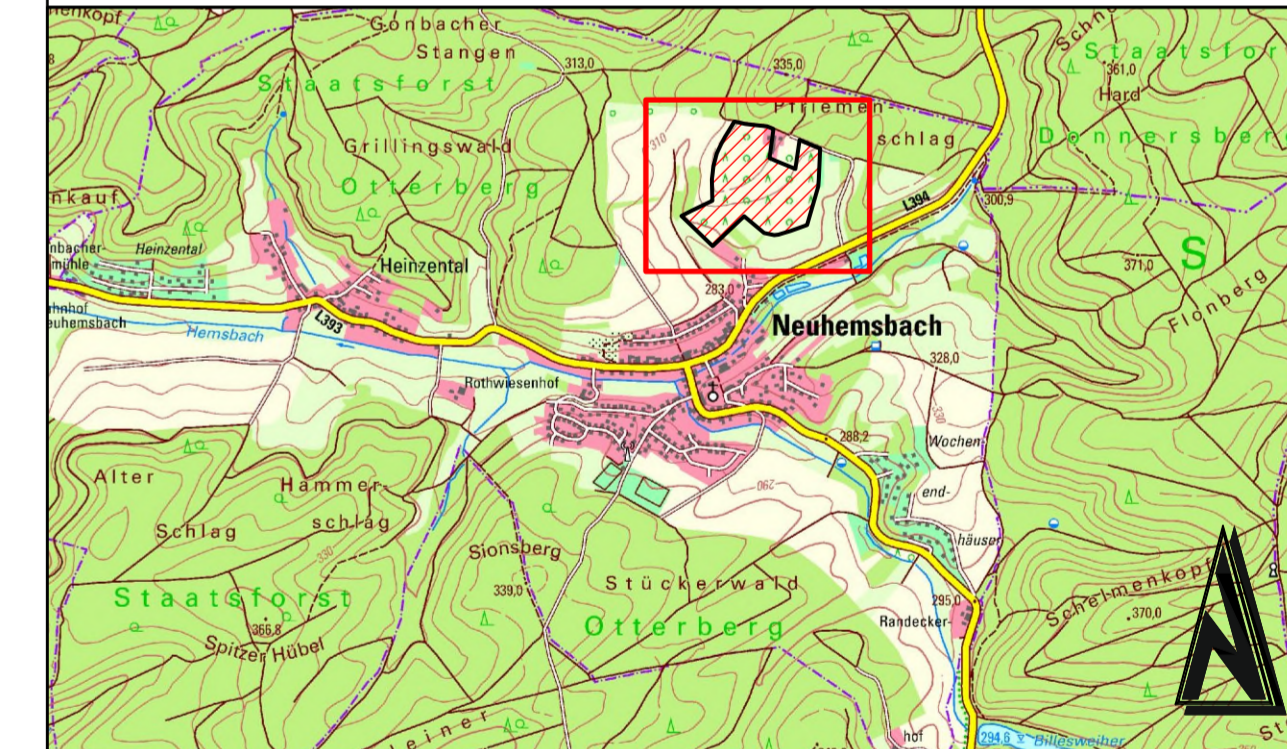 Gonbacher
Stangen
Staatsforst
313,0
335,0
361,0
Hard
Pfriemen-
schlag
Grillingswald
310
Otterberg
Donnersber
L394
300,9
nkauf
Heinzental
mühle
Heinzental
371,0
S
Flonberg
283,0
euhemsbach
L393
Hemsbach
Neuhemsbach
328,0
Rothwiesenhof
330
288,2
Wochen
end-
häuser
290
Alter
Schlag
Hammer-
schlag
330
Sionsberg
339,0
Stückerwald
Otterberg
Staatsforst
365,8
Spitzer Hübel
295,0
Randecker-
Schelmenkopf
370,0
N
hof
294,6
Billesweiher